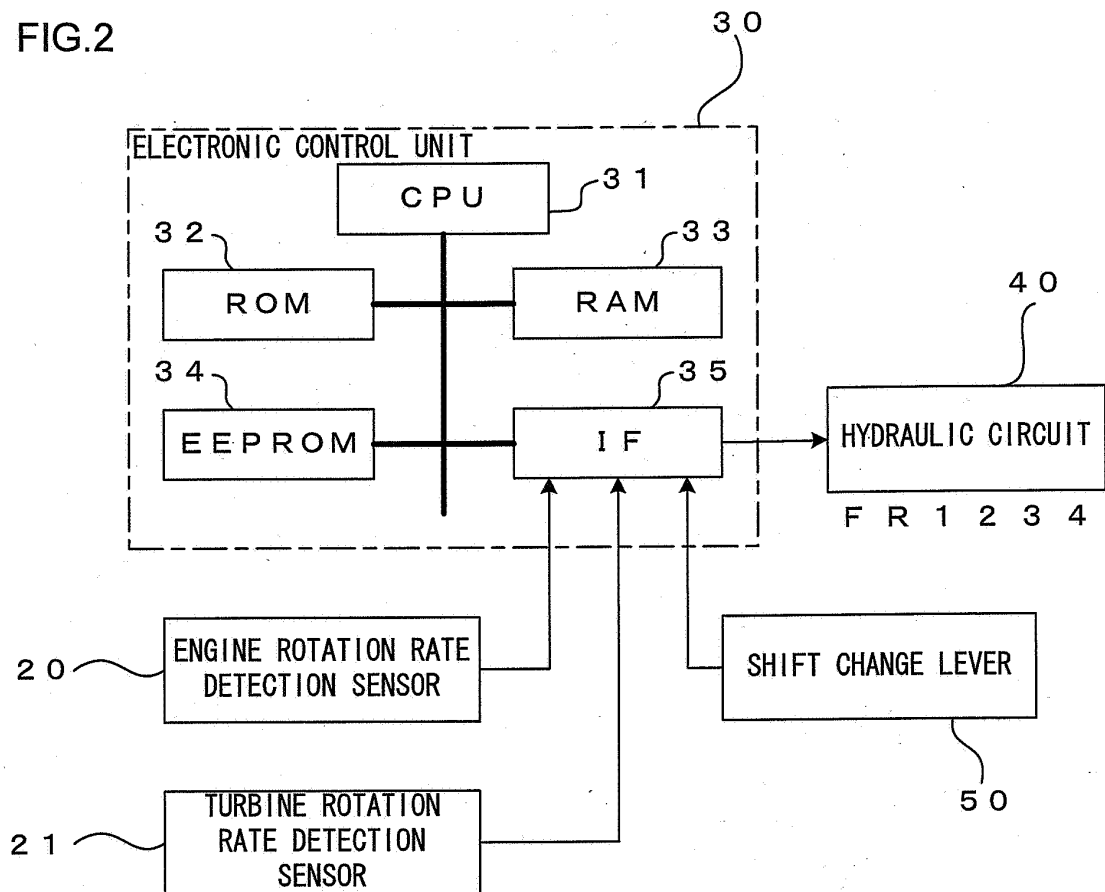 FIG.2
30
ELECTRONIC CONTROL UNIT
CPU
31
32
ROM
33
RAM
34
EEPROM
35
IF
40
HYDRAULIC CIRCUIT
F R 1 2 3 4
20
ENGINE ROTATION RATE
DETECTION SENSOR
SHIFT CHANGE LEVER
50
21
TURBINE ROTATION
RATE DETECTION
SENSOR